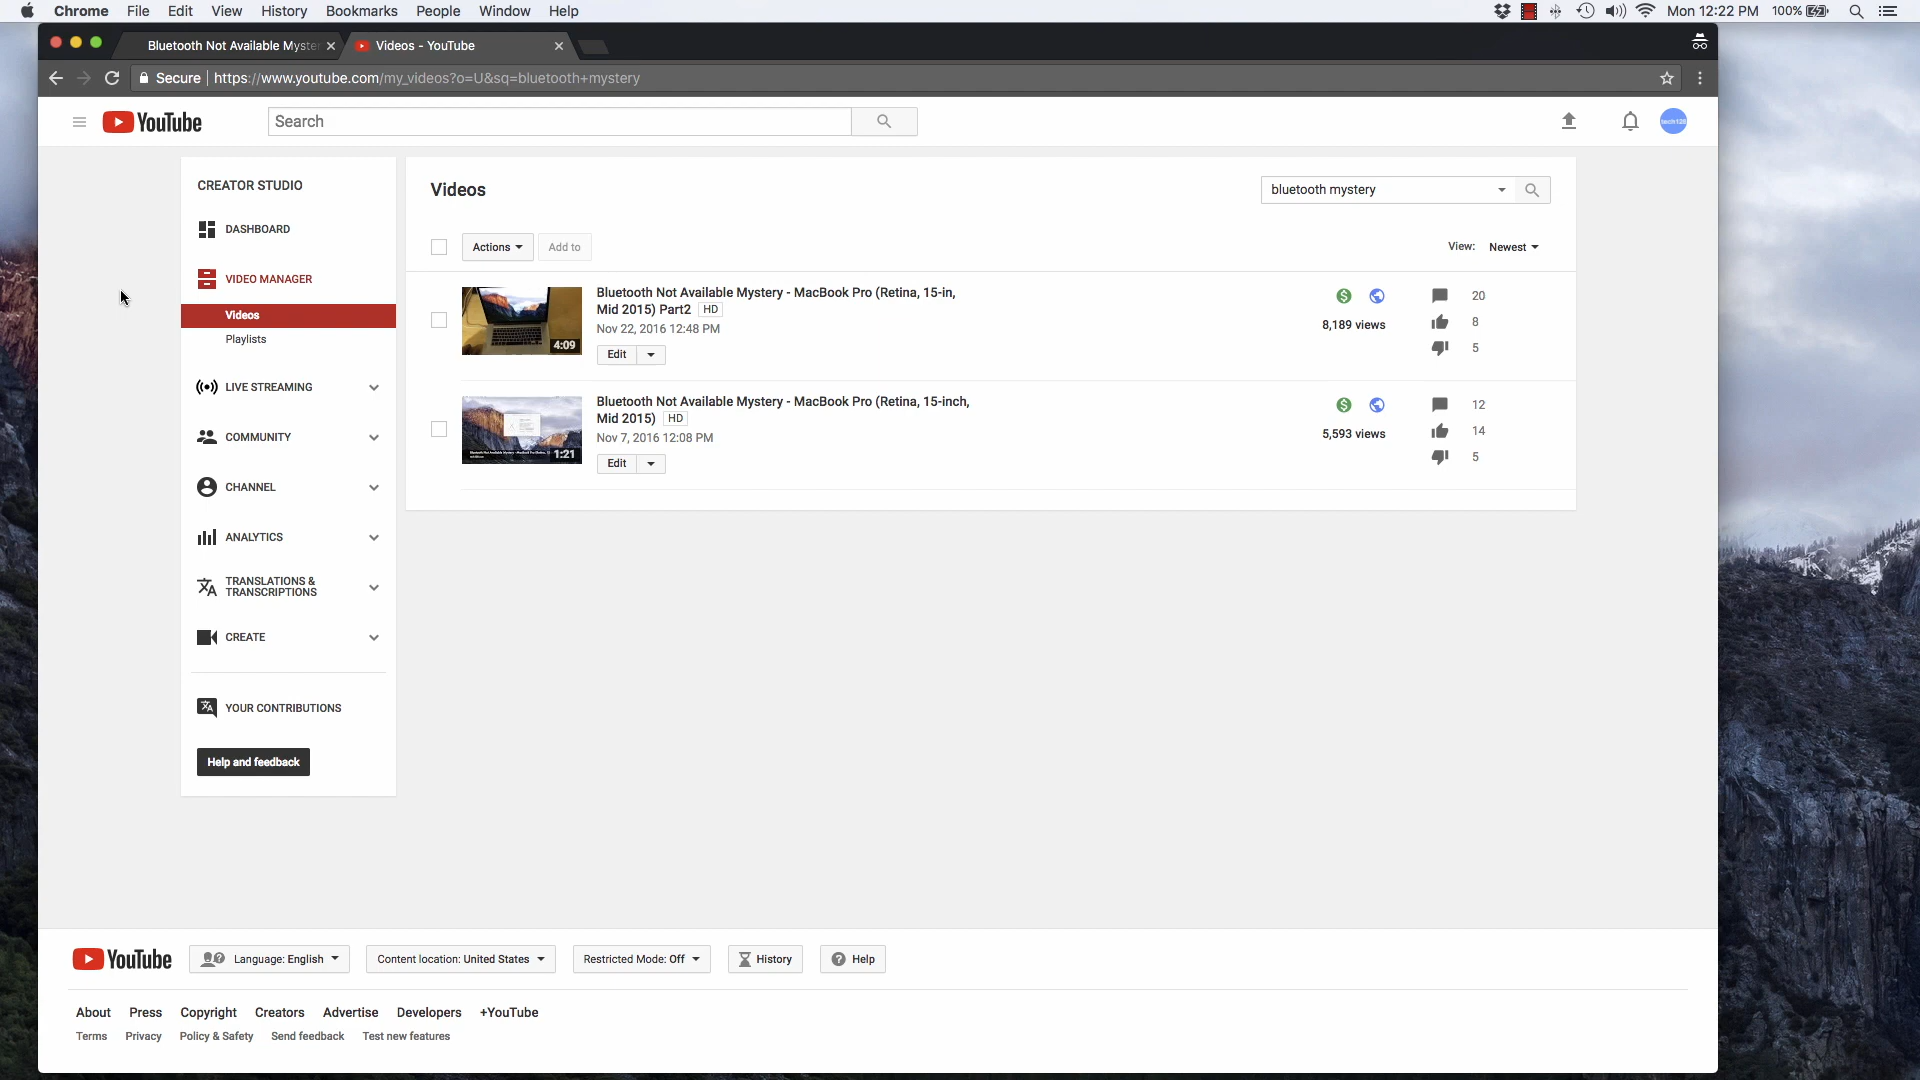 Chrome File Edit View History Bookmarks People Window Help Mon 12:22 PM 100%
Bluetooth Not Available Myster Videos - YouTube
Secure https://www.youtube.com/my_videos?o=U&sq=bluetooth+mystery
YouTube Search tech128
CREATOR STUDIO
DASHBOARD
VIDEO MANAGER
Videos
Playlists
LIVE STREAMING
COMMUNITY
CHANNEL
ANALYTICS
TRANSLATIONS &
TRANSCRIPTIONS
CREATE
YOUR CONTRIBUTIONS
Help and feedback
Videos bluetooth mystery
Actions Add to View: Newest
Bluetooth Not Available Mystery - MacBook Pro (Retina, 15-in,
Mid 2015) Part2 HD
Nov 22, 2016 12:48 PM
4:09
Edit
8,189 views
20
8
5
Bluetooth Not Available Mystery - MacBook Pro (Retina, 15-inch,
Mid 2015) HD
Nov 7, 2016 12:08 PM
1:21
Edit
5,593 views
12
14
5
YouTube Language: English Content location: United States Restricted Mode: Off History Help
About Press Copyright Creators Advertise Developers +YouTube
Terms Privacy Policy & Safety Send feedback Test new features